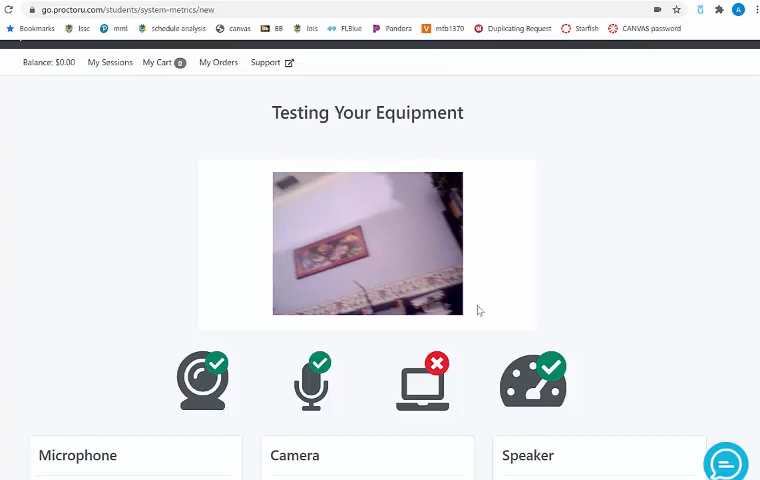 go.proctoru.com/students/system-metrics/new
A
Bookmarks lssc mml schedule analysis canvas BB lois FLBlue Pandora mtb1370 Duplicating Request Starfish CANVAS password
Balance: $0.00 My Sessions My Cart 0 My Orders Support
Testing Your Equipment
Microphone Camera Speaker